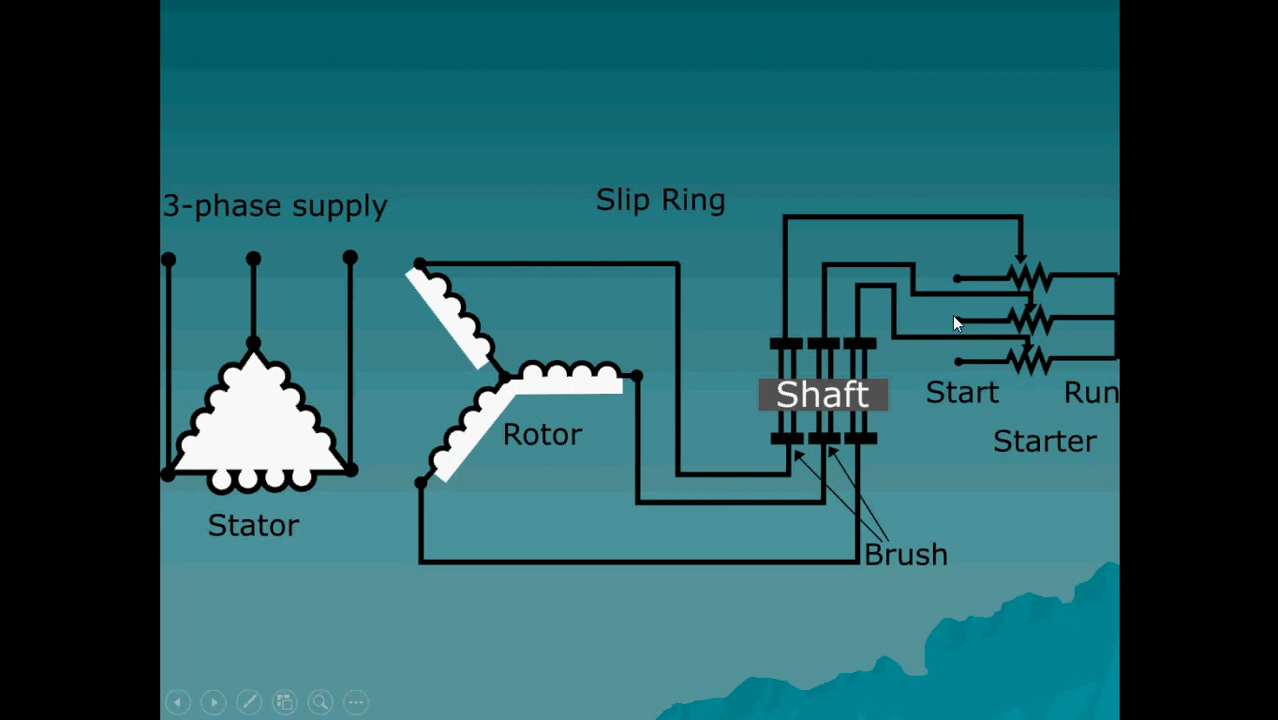 3-phase supply
Slip Ring
Shaft
Start
Run
Rotor
Starter
Stator
Brush